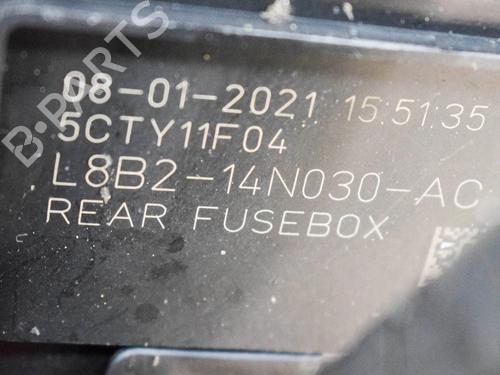 08-01-2021 15:51:35
5CTY11F04
L8B2-14N030-AC
REAR FUSEBOX
B-PARTS